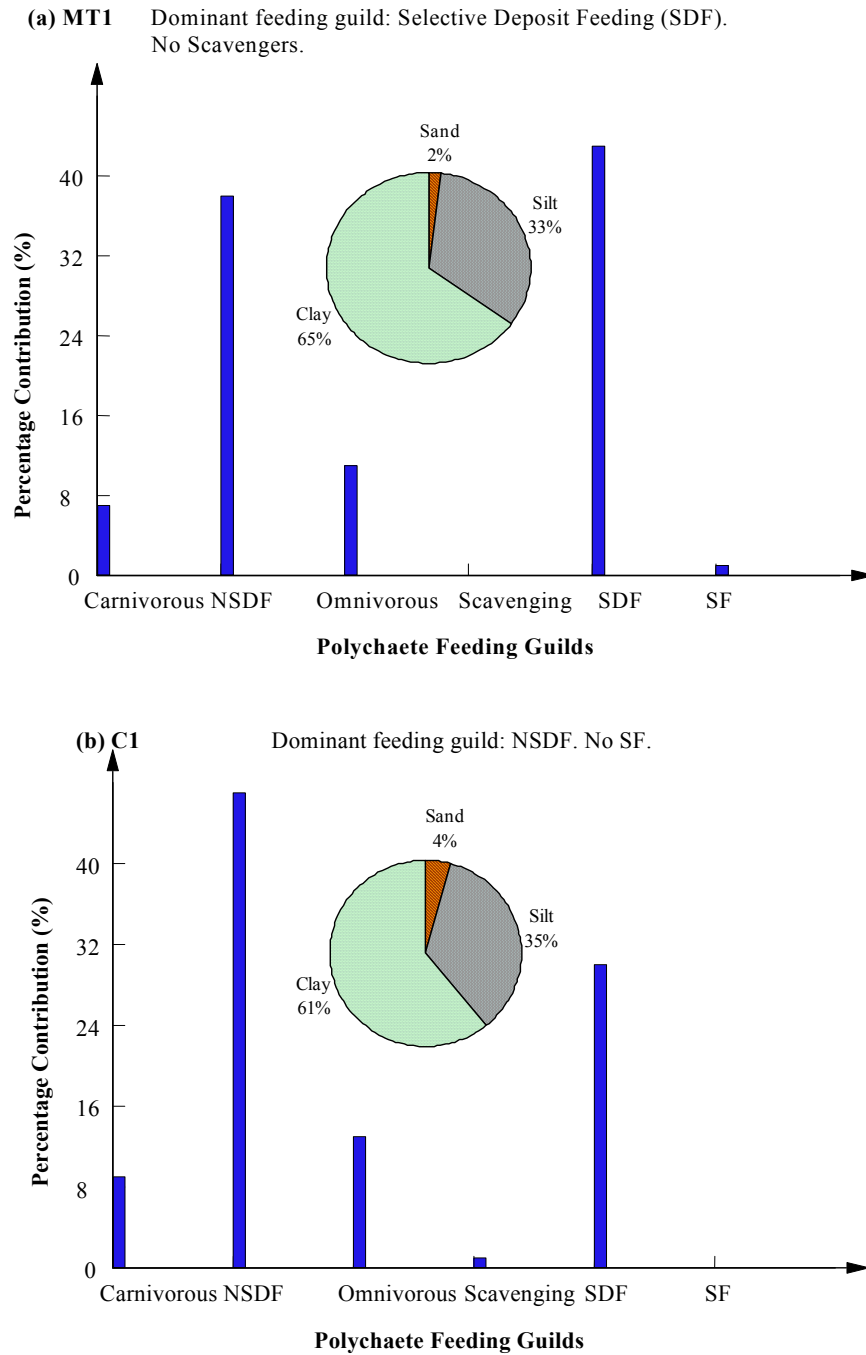 (a) MT1 Dominant feeding guild: Selective Deposit Feeding (SDF).
No Scavengers.
Sand
2%
40
Silt
33%
32
Clay
65%
24
16
8
0
Percentage Contribution (%)
Carnivorous NSDF Omnivorous Scavenging SDF SF
Polychaete Feeding Guilds
(b) C1 Dominant feeding guild: NSDF. No SF.
Sand
4%
40
Silt
35%
32
Clay
61%
24
16
8
0
Percentage Contribution (%)
Carnivorous NSDF Omnivorous Scavenging SDF SF
Polychaete Feeding Guilds